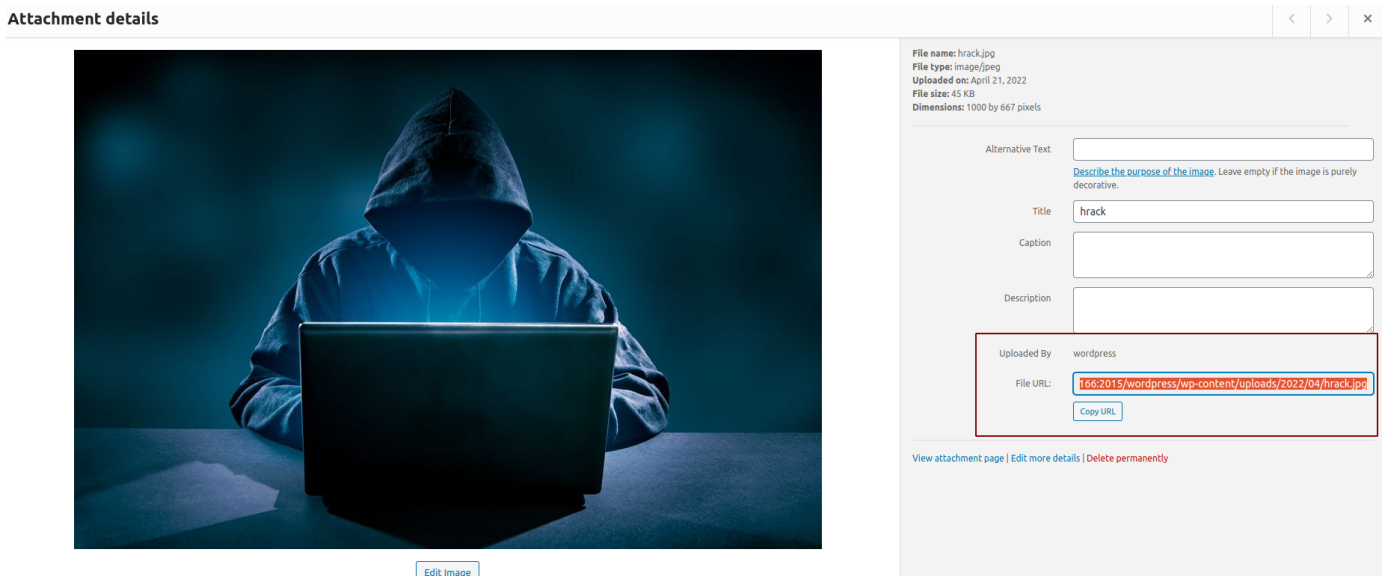 Attachment details
File name: hrack.jpg
File type: image/jpeg
Uploaded on: April 21, 2022
File size: 45 KB
Dimensions: 1000 by 667 pixels
Alternative Text
Describe the purpose of the image. Leave empty if the image is purely
decorative.
Title hrack
Caption
Description
Uploaded By wordpress
File URL: 166:2015/wordpress/wp-content/uploads/2022/04/hrack.jpg
Copy URL
View attachment page | Edit more details | Delete permanently
Edit Image